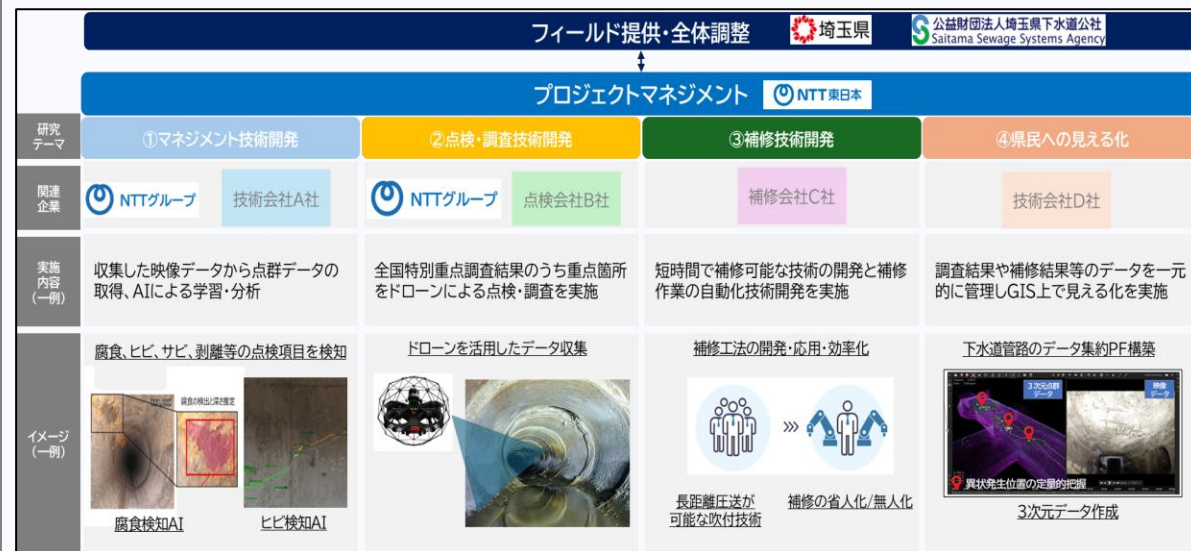 フィールド提供・全体調整
埼玉県
公益財団法人埼玉県下水道公社
Saitama Sewage Systems Agency
プロジェクトマネジメント
NTT東日本
研究
テーマ
①マネジメント技術開発
②点検・調査技術開発
③補修技術開発
④県民への見える化
関連
企業
NTTグループ
技術会社A社
NTTグループ
点検会社B社
補修会社C社
技術会社D社
実施
内容
(一例)
収集した映像データから点群データの
取得、AIによる学習・分析
全国特別重点調査結果のうち重点箇所
をドローンによる点検・調査を実施
短時間で補修可能な技術の開発と補修
作業の自動化技術開発を実施
調査結果や補修結果等のデータを一元
的に管理しGIS上で見える化を実施
イメージ
(一例)
腐食、ヒビ、サビ、剥離等の点検項目を検知
腐食の検出と深さ推定
腐食検知AI
ヒビ検知AI
ドローンを活用したデータ収集
補修工法の開発・応用・効率化
長距離圧送が
可能な吹付技術
補修の省人化/無人化
下水道管路のデータ集約PF構築
3次元点群
データ
映像
データ
異状発生位置の定量的把握
3次元データ作成